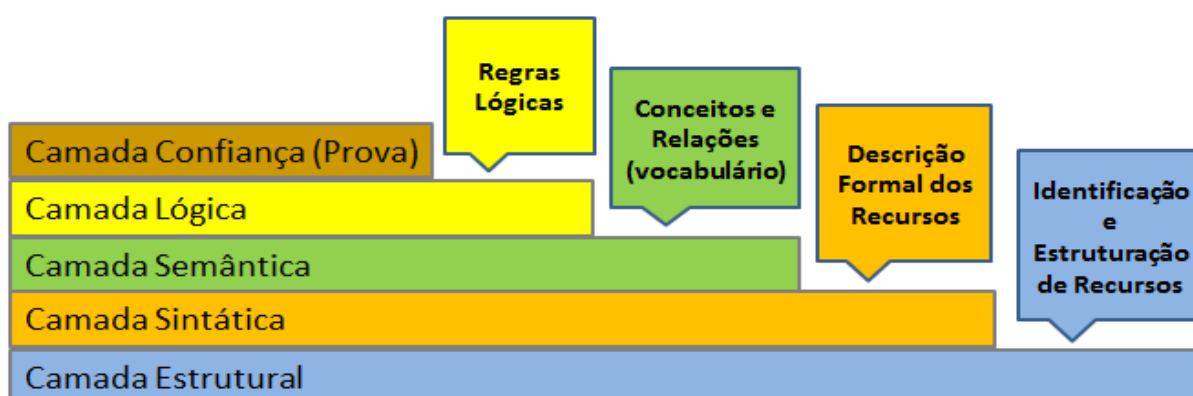 Regras
Lógicas
Conceitos e
Relações
(vocabulário)
Descrição
Formal dos
Recursos
Identificação
e
Estruturação
de Recursos
Camada Confiança (Prova)
Camada Lógica
Camada Semântica
Camada Sintática
Camada Estrutural